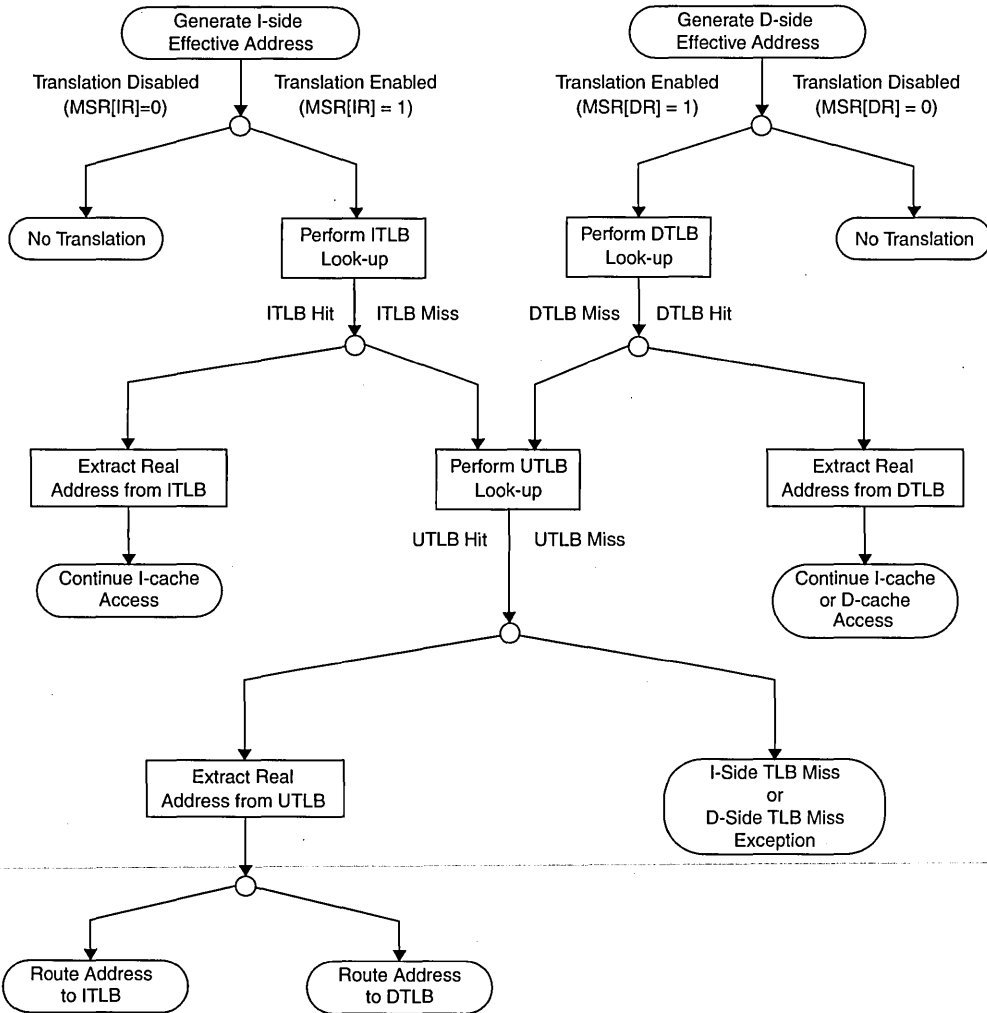 Generate I-side
Effective Address
Generate D-side
Effective Address
Translation Disabled
(MSR[IR]=0)
Translation Enabled
(MSR[IR] = 1)
Translation Enabled
(MSR[DR] = 1)
Translation Disabled
(MSR[DR] = 0)
No Translation
Perform ITLB
Look-up
Perform DTLB
Look-up
No Translation
ITLB Hit
ITLB Miss
DTLB Miss
DTLB Hit
Extract Real
Address from ITLB
Perform UTLB
Look-up
Extract Real
Address from DTLB
UTLB Hit
UTLB Miss
Continue I-cache
Access
Continue I-cache
or D-cache
Access
Extract Real
Address from UTLB
I-Side TLB Miss
or
D-Side TLB Miss
Exception
Route Address
to ITLB
Route Address
to DTLB